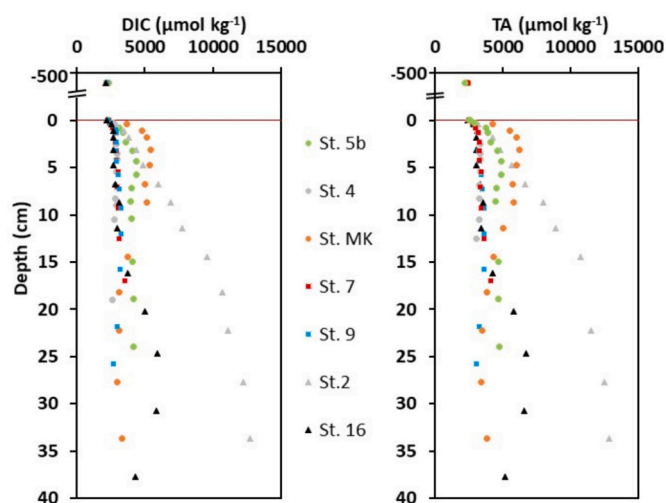 DIC (µmol kg-1)
0 5000 10000 15000
-500
0
5
10
15
20
25
30
35
40
Depth (cm)
St. 5b
St. 4
St. MK
St. 7
St. 9
St.2
St. 16
TA (µmol kg-1)
0 5000 10000 15000
-500
0
5
10
15
20
25
30
35
40